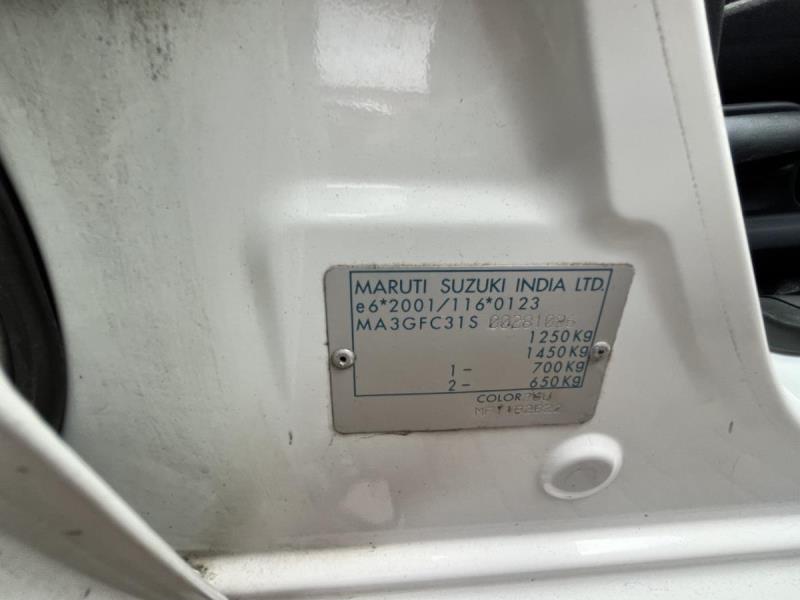 MARUTI SUZUKI INDIA LTD.
e6*2001/116*0123
MA3GFC31S
1250Kg
1450Kg
1- 700Kg
2- 650Kg
COLOR